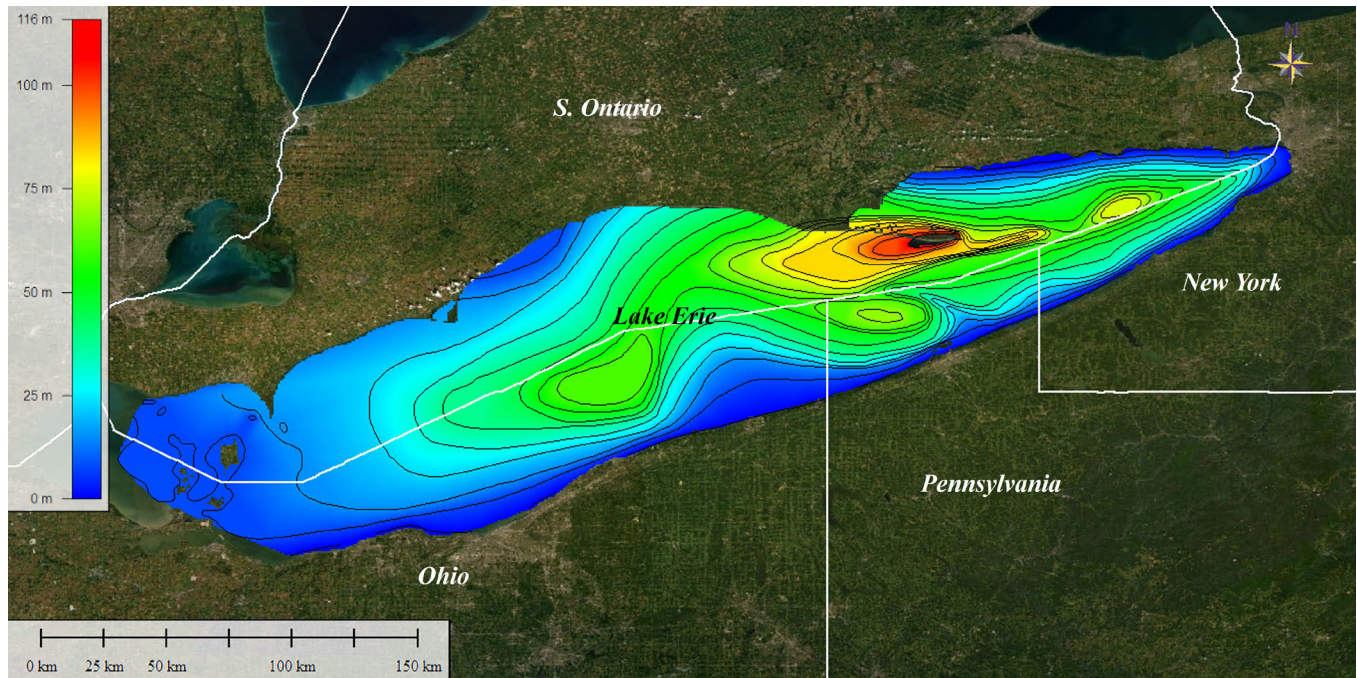 116 m
100 m
75 m
50 m
25 m
0 m
N
S. Ontario
Lake Erie
New York
Pennsylvania
Ohio
0 km 25 km 50 km 100 km 150 km